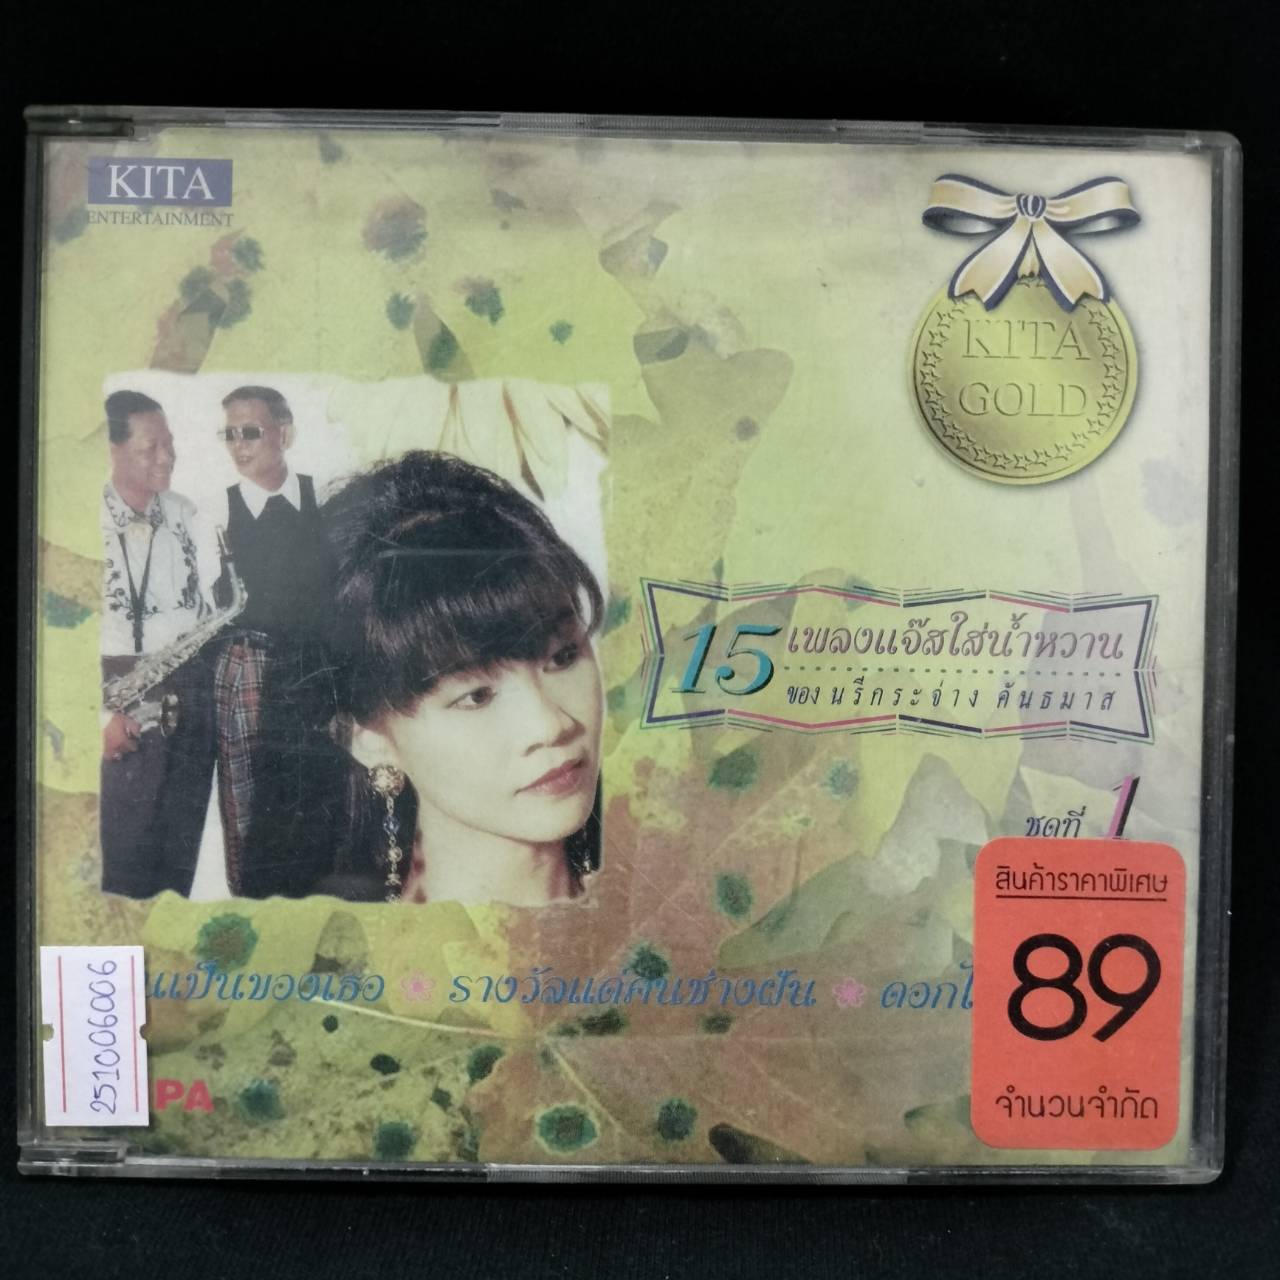 KITA
ENTERTAINMENT
KITA
GOLD
15 เพลงแจ๊สใส่น้ำหวาน
ของ นรีกระจ่าง คันธมาส
ชุดที่ 1
สินค้าราคาพิเศษ
89
จำนวนจำกัด
รางวัลแด่คนช่างฝัน
251006006
PA